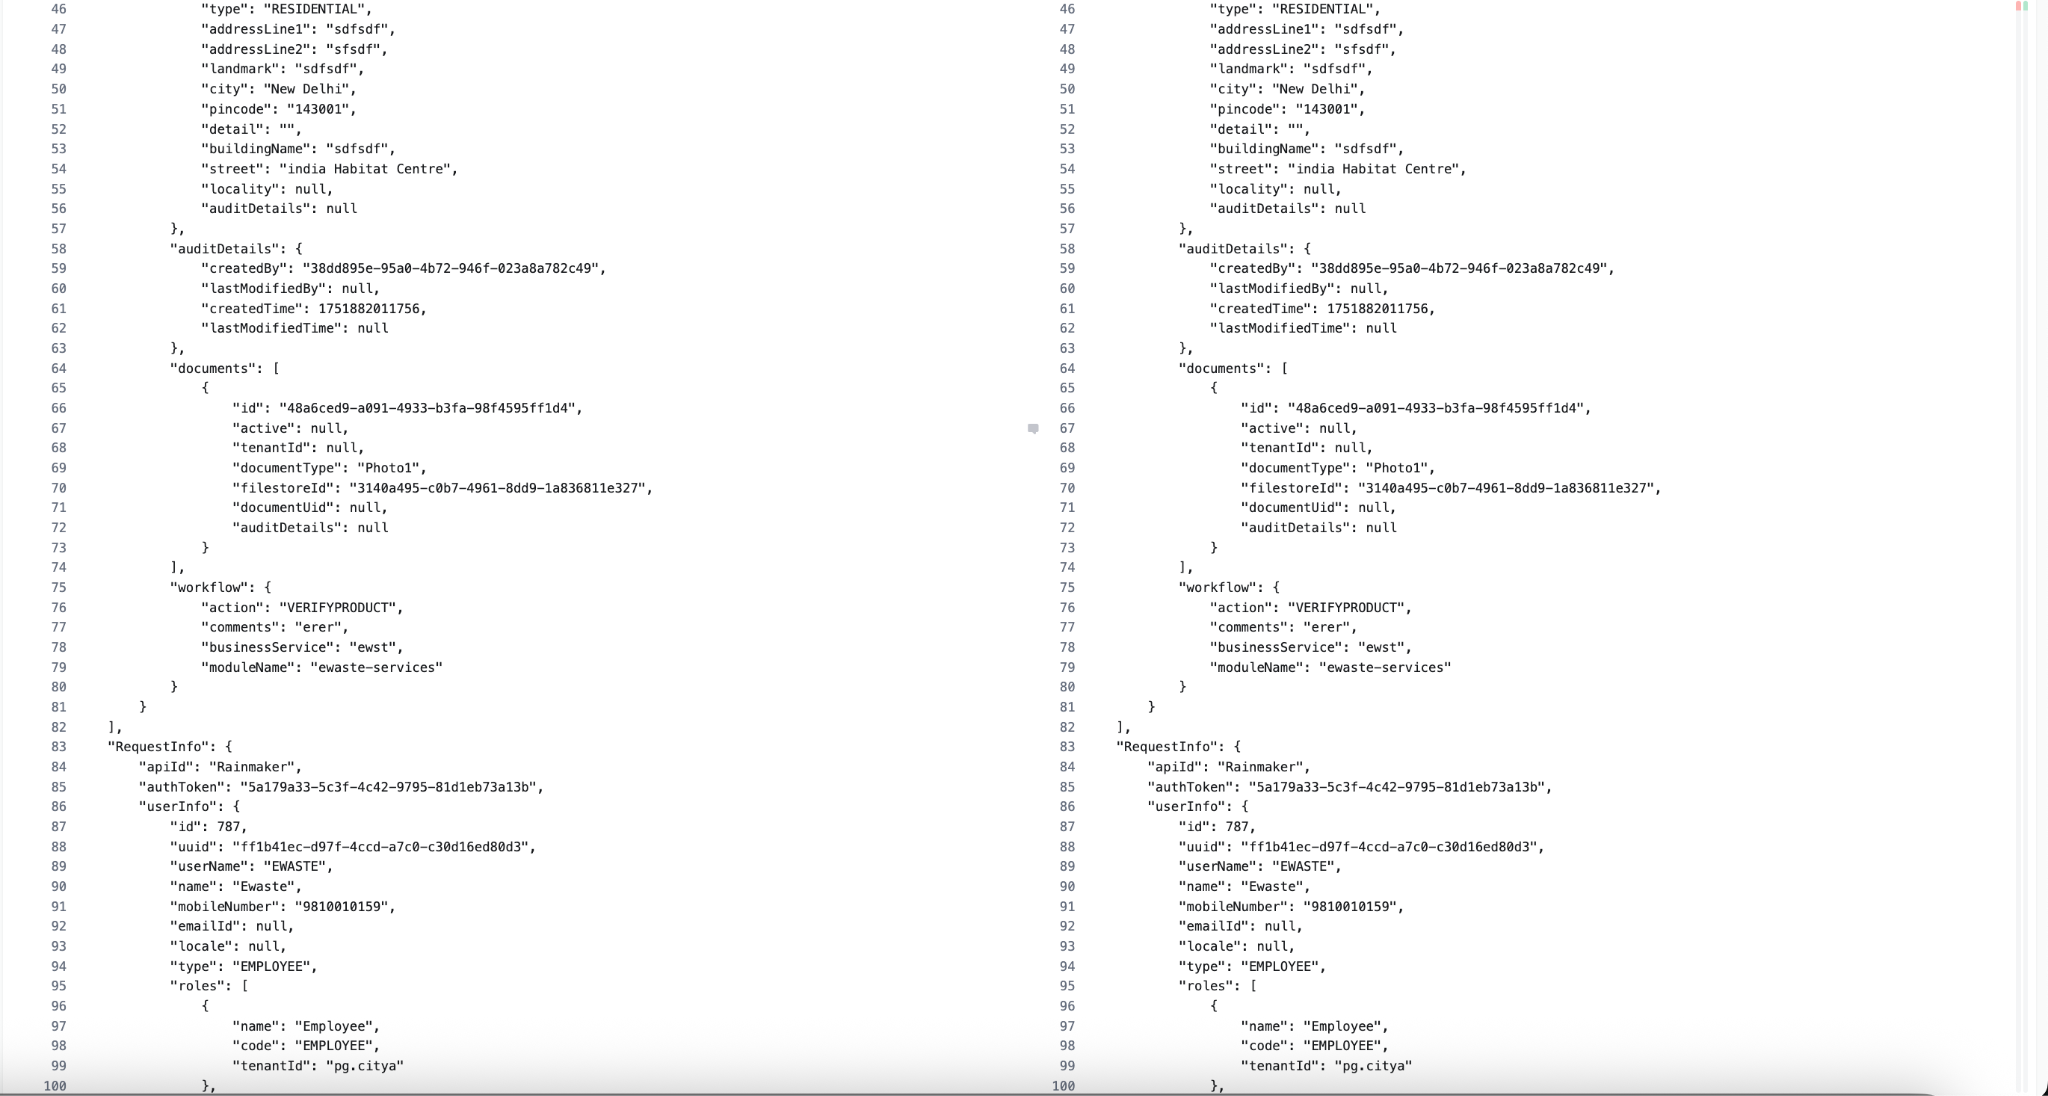 46                 "type": "RESIDENTIAL",
47                 "addressLine1": "sdfsdf",
48                 "addressLine2": "sfsdf",
49                 "landmark": "sdfsdf",
50                 "city": "New Delhi",
51                 "pincode": "143001",
52                 "detail": "",
53                 "buildingName": "sdfsdf",
54                 "street": "india Habitat Centre",
55                 "locality": null,
56                 "auditDetails": null
57             },
58             "auditDetails": {
59                 "createdBy": "38dd895e-95a0-4b72-946f-023a8a782c49",
60                 "lastModifiedBy": null,
61                 "createdTime": 1751882011756,
62                 "lastModifiedTime": null
63             },
64             "documents": [
65                 {
66                     "id": "48a6ced9-a091-4933-b3fa-98f4595ff1d4",
67                     "active": null,
68                     "tenantId": null,
69                     "documentType": "Photo1",
70                     "filestoreId": "3140a495-c0b7-4961-8dd9-1a836811e327",
71                     "documentUid": null,
72                     "auditDetails": null
73                 }
74             ],
75             "workflow": {
76                 "action": "VERIFYPRODUCT",
77                 "comments": "erer",
78                 "businessService": "ewst",
79                 "moduleName": "ewaste-services"
80             }
81         }
82     ],
83     "RequestInfo": {
84         "apiId": "Rainmaker",
85         "authToken": "5a179a33-5c3f-4c42-9795-81d1eb73a13b",
86         "userInfo": {
87             "id": 787,
88             "uuid": "ff1b41ec-d97f-4ccd-a7c0-c30d16ed80d3",
89             "userName": "EWASTE",
90             "name": "Ewaste",
91             "mobileNumber": "9810010159",
92             "emailId": null,
93             "locale": null,
94             "type": "EMPLOYEE",
95             "roles": [
96                 {
97                     "name": "Employee",
98                     "code": "EMPLOYEE",
99                     "tenantId": "pg.citya"
100                 },
46                 "type": "RESIDENTIAL",
47                 "addressLine1": "sdfsdf",
48                 "addressLine2": "sfsdf",
49                 "landmark": "sdfsdf",
50                 "city": "New Delhi",
51                 "pincode": "143001",
52                 "detail": "",
53                 "buildingName": "sdfsdf",
54                 "street": "india Habitat Centre",
55                 "locality": null,
56                 "auditDetails": null
57             },
58             "auditDetails": {
59                 "createdBy": "38dd895e-95a0-4b72-946f-023a8a782c49",
60                 "lastModifiedBy": null,
61                 "createdTime": 1751882011756,
62                 "lastModifiedTime": null
63             },
64             "documents": [
65                 {
66                     "id": "48a6ced9-a091-4933-b3fa-98f4595ff1d4",
67                     "active": null,
68                     "tenantId": null,
69                     "documentType": "Photo1",
70                     "filestoreId": "3140a495-c0b7-4961-8dd9-1a836811e327",
71                     "documentUid": null,
72                     "auditDetails": null
73                 }
74             ],
75             "workflow": {
76                 "action": "VERIFYPRODUCT",
77                 "comments": "erer",
78                 "businessService": "ewst",
79                 "moduleName": "ewaste-services"
80             }
81         }
82     ],
83     "RequestInfo": {
84         "apiId": "Rainmaker",
85         "authToken": "5a179a33-5c3f-4c42-9795-81d1eb73a13b",
86         "userInfo": {
87             "id": 787,
88             "uuid": "ff1b41ec-d97f-4ccd-a7c0-c30d16ed80d3",
89             "userName": "EWASTE",
90             "name": "Ewaste",
91             "mobileNumber": "9810010159",
92             "emailId": null,
93             "locale": null,
94             "type": "EMPLOYEE",
95             "roles": [
96                 {
97                     "name": "Employee",
98                     "code": "EMPLOYEE",
99                     "tenantId": "pg.citya"
100                 },